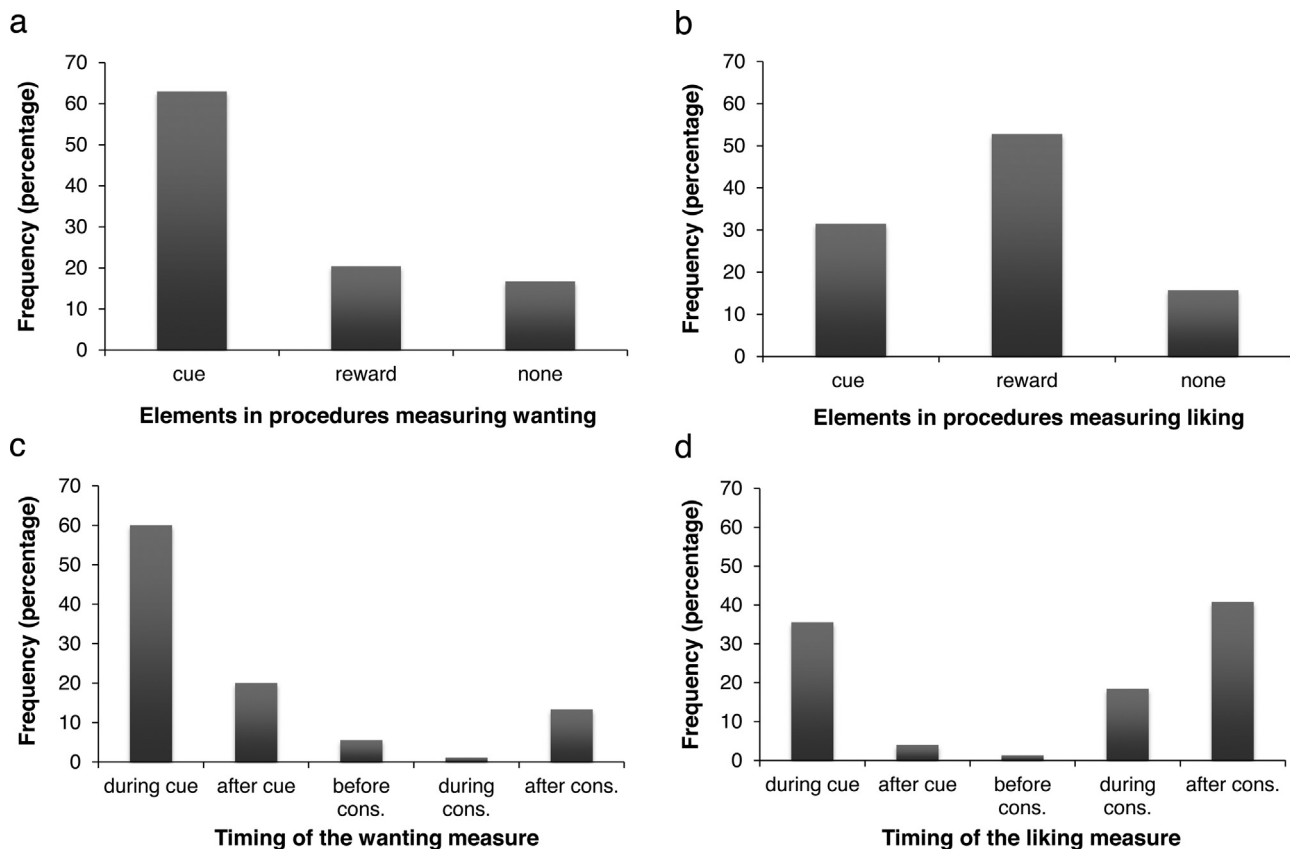 a
Frequency (percentage)
70
60
50
40
30
20
10
0
cue reward none
Elements in procedures measuring wanting
b
Frequency (percentage)
70
60
50
40
30
20
10
0
cue reward none
Elements in procedures measuring liking
c
Frequency (percentage)
70
60
50
40
30
20
10
0
during cue after cue before cons. during cons. after cons.
Timing of the wanting measure
d
Frequency (percentage)
70
60
50
40
30
20
10
0
during cue after cue before cons. during cons. after cons.
Timing of the liking measure